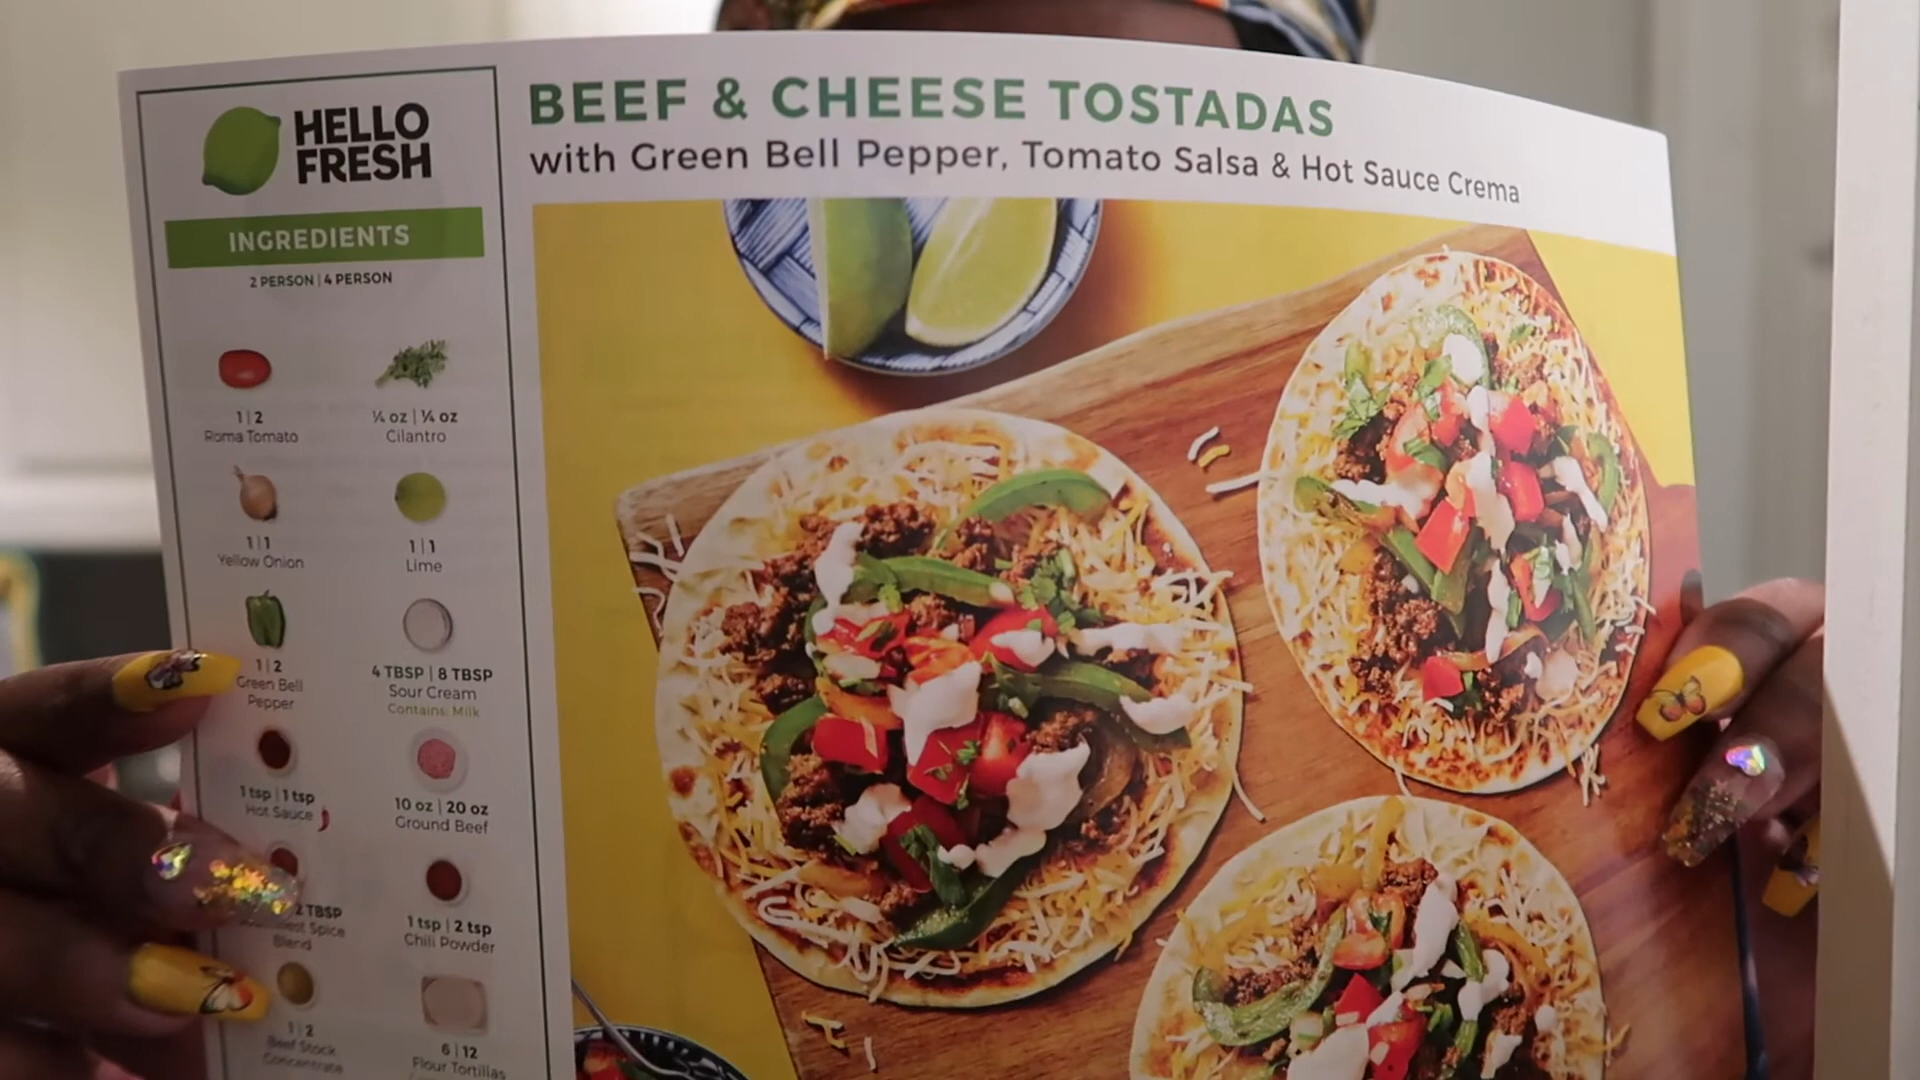 HELLO
FRESH
BEEF & CHEESE TOSTADAS
with Green Bell Pepper, Tomato Salsa & Hot Sauce Crema
INGREDIENTS
2 PERSON | 4 PERSON
1 | 2
Roma Tomato
¼ oz | ¼ oz
Cilantro
1 | 1
Yellow Onion
1 | 1
Lime
1 | 2
Green Bell
Pepper
4 TBSP | 8 TBSP
Sour Cream
Contains: Milk
1 tsp | 1 tsp
Hot Sauce
10 oz | 20 oz
Ground Beef
2 TBSP
Spice
Blend
1 tsp | 2 tsp
Chili Powder
1 | 2
Beef Stock
Concentrate
6 | 12
Flour Tortillas